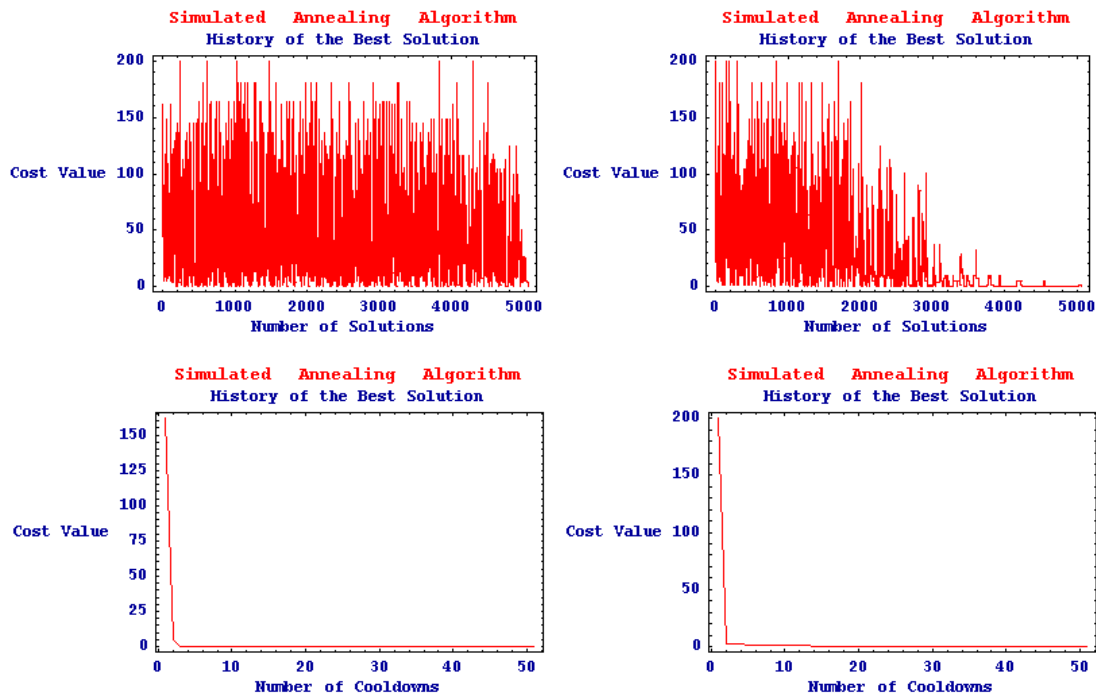 Simulated Annealing Algorithm
History of the Best Solution
200
150
Cost Value 100
50
0
0 1000 2000 3000 4000 5000
Number of Solutions
Simulated Annealing Algorithm
History of the Best Solution
200
150
Cost Value 100
50
0
0 1000 2000 3000 4000 5000
Number of Solutions
Simulated Annealing Algorithm
History of the Best Solution
150
125
100
Cost Value 75
50
25
0
0 10 20 30 40 50
Number of Cooldowns
Simulated Annealing Algorithm
History of the Best Solution
200
150
Cost Value 100
50
0
0 10 20 30 40 50
Number of Cooldowns